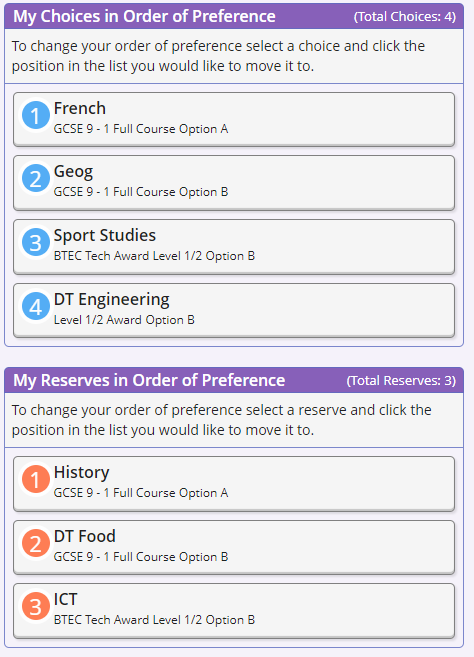 My Choices in Order of Preference (Total Choices: 4)
To change your order of preference select a choice and click the
position in the list you would like to move it to.
1 French
GCSE 9 - 1 Full Course Option A
2 Geog
GCSE 9 - 1 Full Course Option B
3 Sport Studies
BTEC Tech Award Level 1/2 Option B
4 DT Engineering
Level 1/2 Award Option B
My Reserves in Order of Preference (Total Reserves: 3)
To change your order of preference select a reserve and click the
position in the list you would like to move it to.
1 History
GCSE 9 - 1 Full Course Option A
2 DT Food
GCSE 9 - 1 Full Course Option B
3 ICT
BTEC Tech Award Level 1/2 Option B